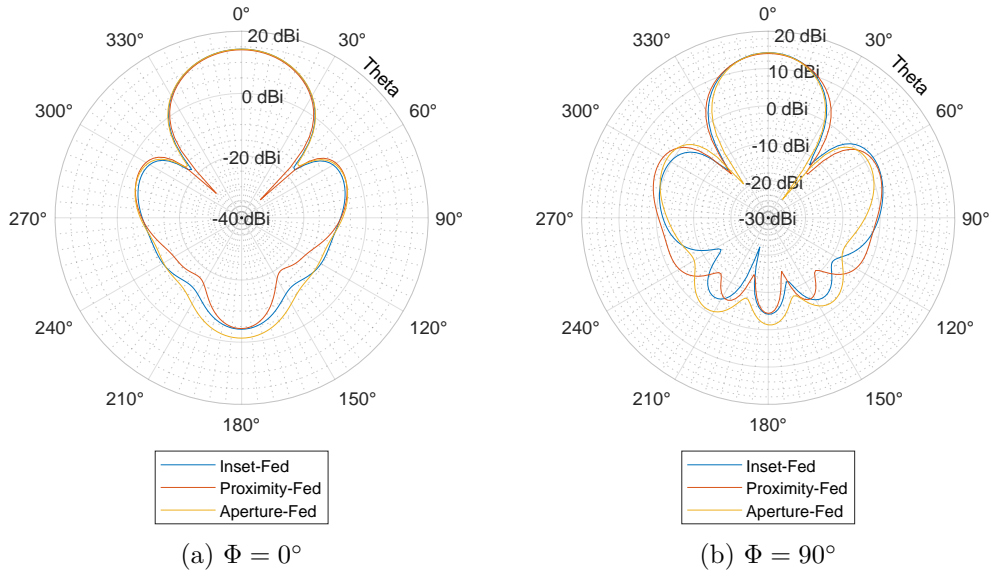 0°
330°
30°
20 dBi
Theta
300°
60°
0 dBi
-20 dBi
270°
-40 dBi
90°
240°
120°
210°
150°
180°
Inset-Fed
Proximity-Fed
Aperture-Fed
(a) Φ = 0°
0°
330°
30°
20 dBi
Theta
10 dBi
300°
60°
0 dBi
-10 dBi
-20 dBi
270°
-30 dBi
90°
240°
120°
210°
150°
180°
Inset-Fed
Proximity-Fed
Aperture-Fed
(b) Φ = 90°